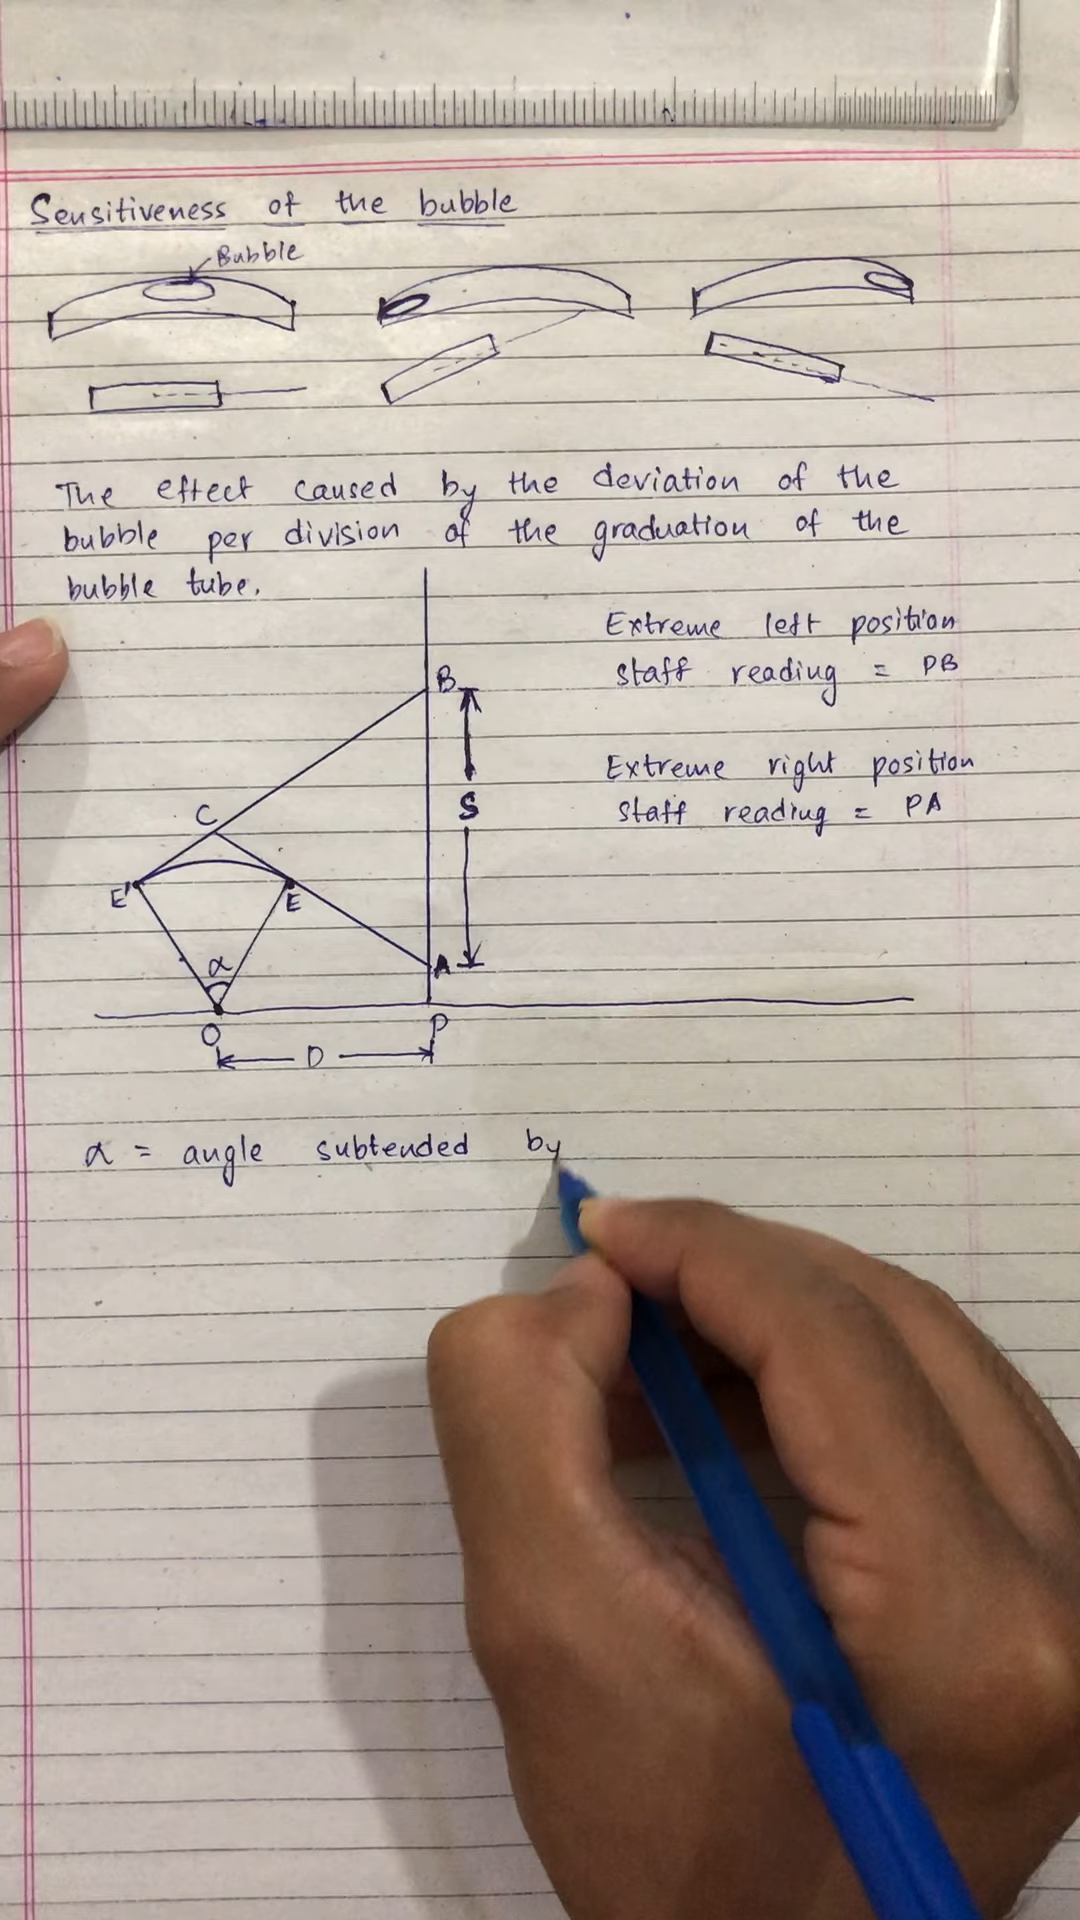 Sensitiveness of the bubble
Bubble
The effect caused by the deviation of the
bubble per division of the graduation of the
bubble tube.
Extreme left position
staff reading = PB
Extreme right position
staff reading = PA
B
S
C
E'
E
α
A
O
P
D
α = angle subtended by